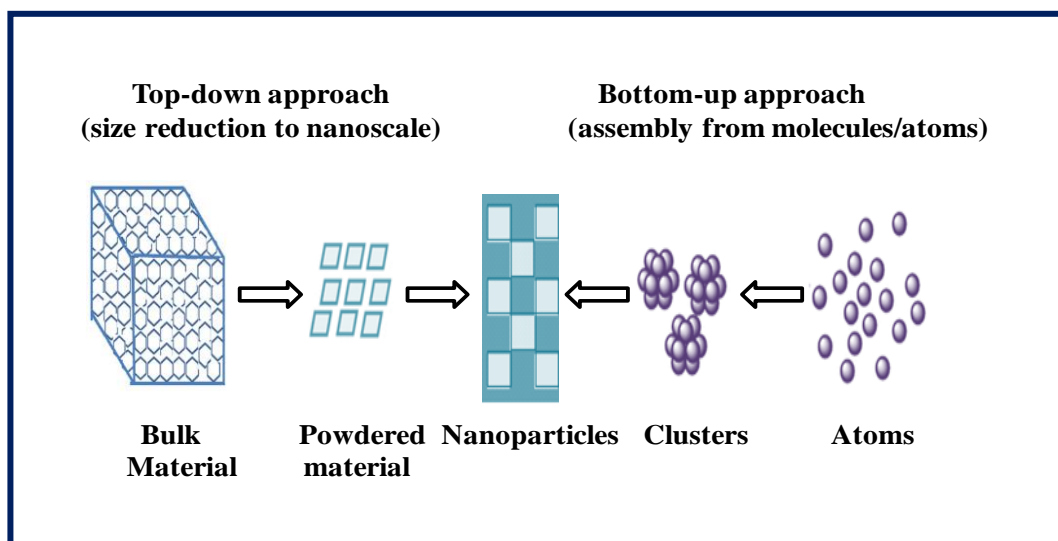 Top-down approach
(size reduction to nanoscale)
Bottom-up approach
(assembly from molecules/atoms)
Bulk
Material
Powdered
material
Nanoparticles
Clusters
Atoms